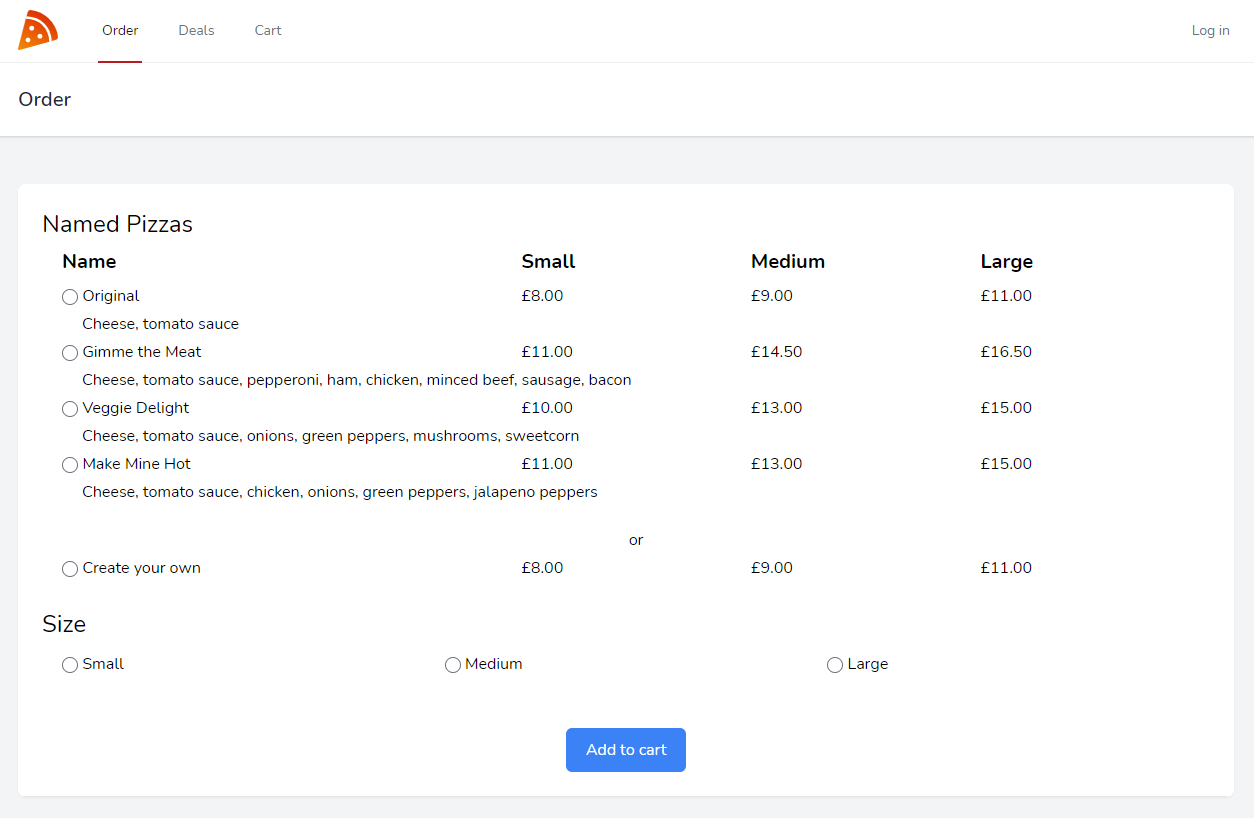 Order Deals Cart Log in
Order
Named Pizzas
Name Small Medium Large
Original £8.00 £9.00 £11.00
Cheese, tomato sauce
Gimme the Meat £11.00 £14.50 £16.50
Cheese, tomato sauce, pepperoni, ham, chicken, minced beef, sausage, bacon
Veggie Delight £10.00 £13.00 £15.00
Cheese, tomato sauce, onions, green peppers, mushrooms, sweetcorn
Make Mine Hot £11.00 £13.00 £15.00
Cheese, tomato sauce, chicken, onions, green peppers, jalapeno peppers
or
Create your own £8.00 £9.00 £11.00
Size
Small Medium Large
Add to cart